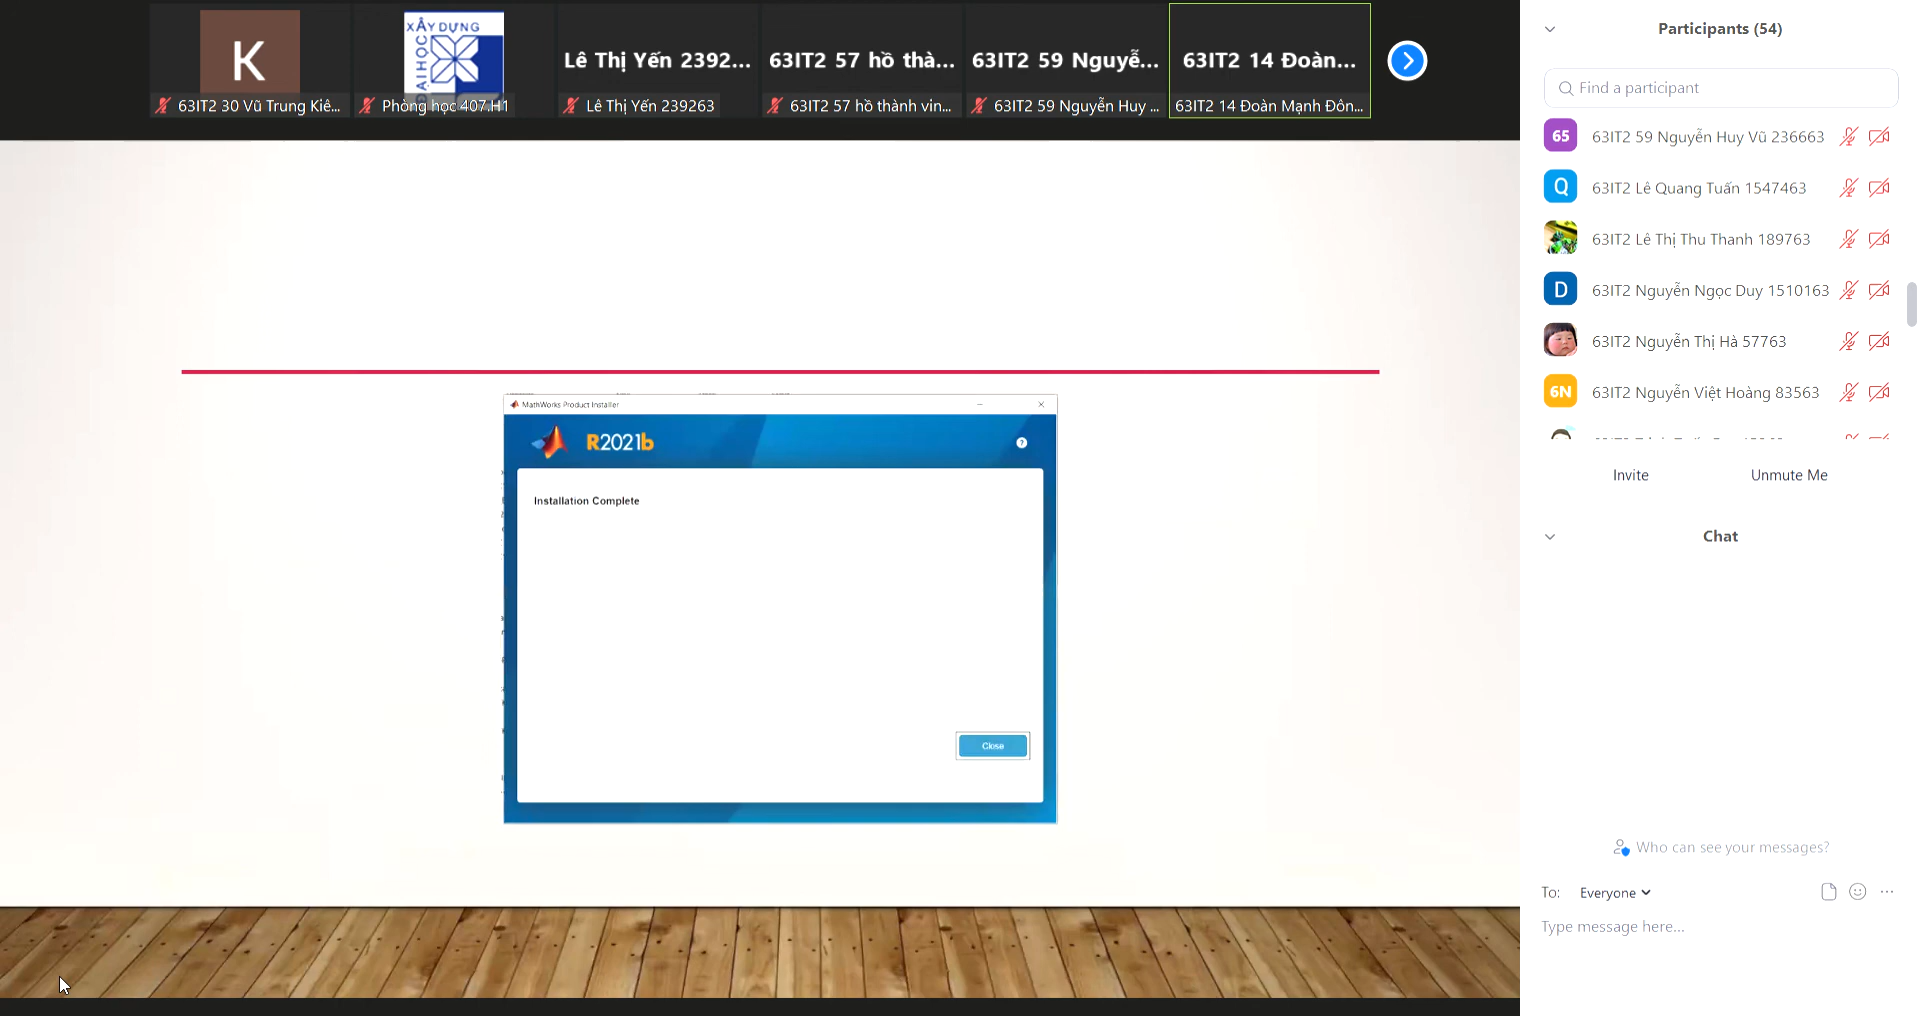 K
XÂY DỰNG
ĐẠI HỌC
Lê Thị Yến 2392...
63IT2 57 hồ thà...
63IT2 59 Nguyễ...
63IT2 14 Đoàn...
63IT2 30 Vũ Trung Kiê...
Phòng học 407.H1
Lê Thị Yến 239263
63IT2 57 hồ thành vin...
63IT2 59 Nguyễn Huy ...
63IT2 14 Đoàn Mạnh Đôn...
MathWorks Product Installer
R2021b
?
Installation Complete
Close
Participants (54)
Find a participant
65 63IT2 59 Nguyễn Huy Vũ 236663
Q 63IT2 Lê Quang Tuấn 1547463
63IT2 Lê Thị Thu Thanh 189763
D 63IT2 Nguyễn Ngọc Duy 1510163
63IT2 Nguyễn Thị Hà 57763
6N 63IT2 Nguyễn Việt Hoàng 83563
Invite
Unmute Me
Chat
Who can see your messages?
To: Everyone
Type message here...